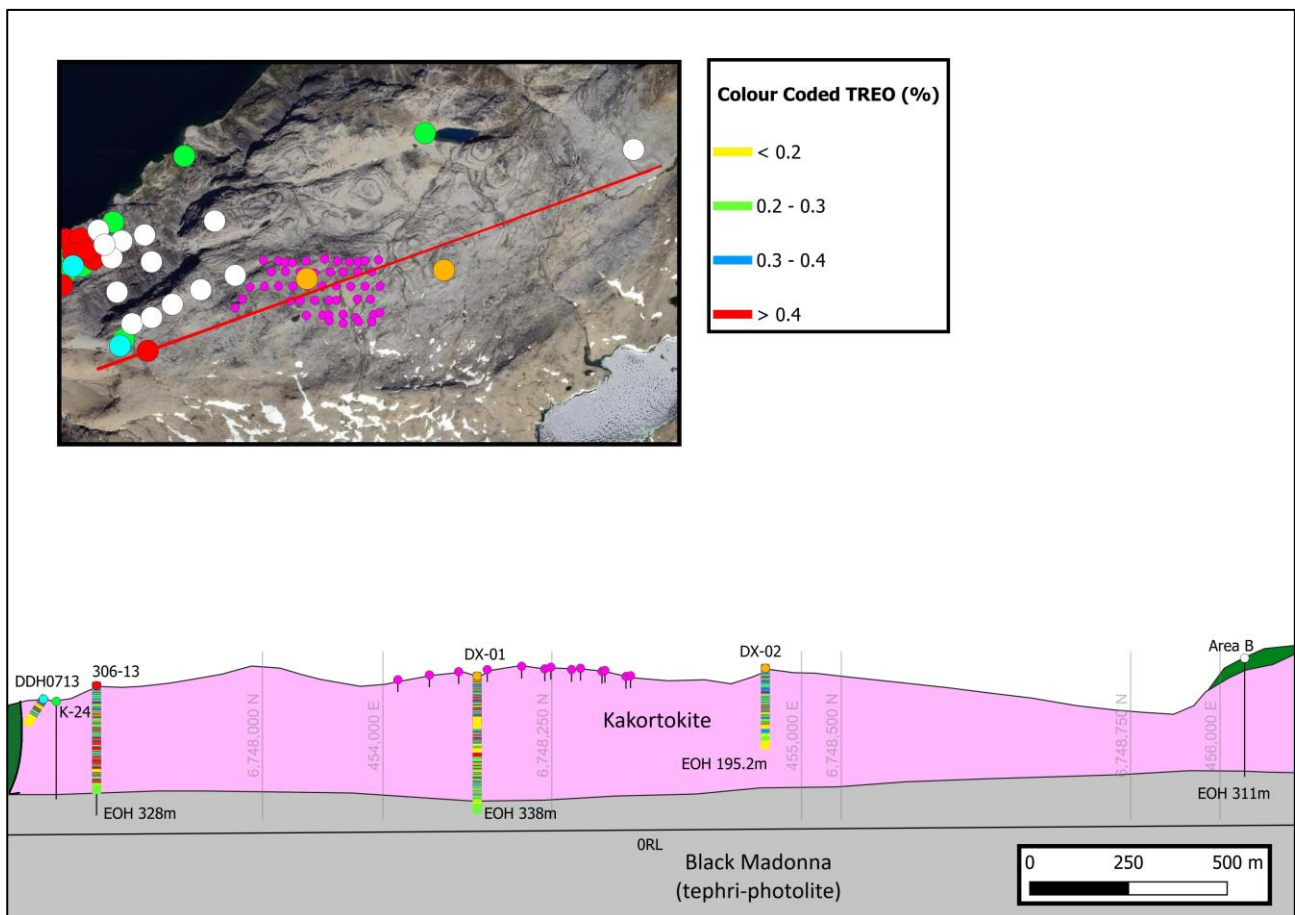 Colour Coded TREO (%)
< 0.2
0.2 - 0.3
0.3 - 0.4
> 0.4
DDH0713
K-24
306-13
DX-01
DX-02
Area B
6,748,000 N
454,000 E
6,748,250 N
455,000 E
6,748,500 N
6,748,750 N
456,000 E
Kakortokite
EOH 328m
EOH 338m
EOH 195.2m
EOH 311m
0RL
Black Madonna
(tephri-photolite)
0 250 500 m